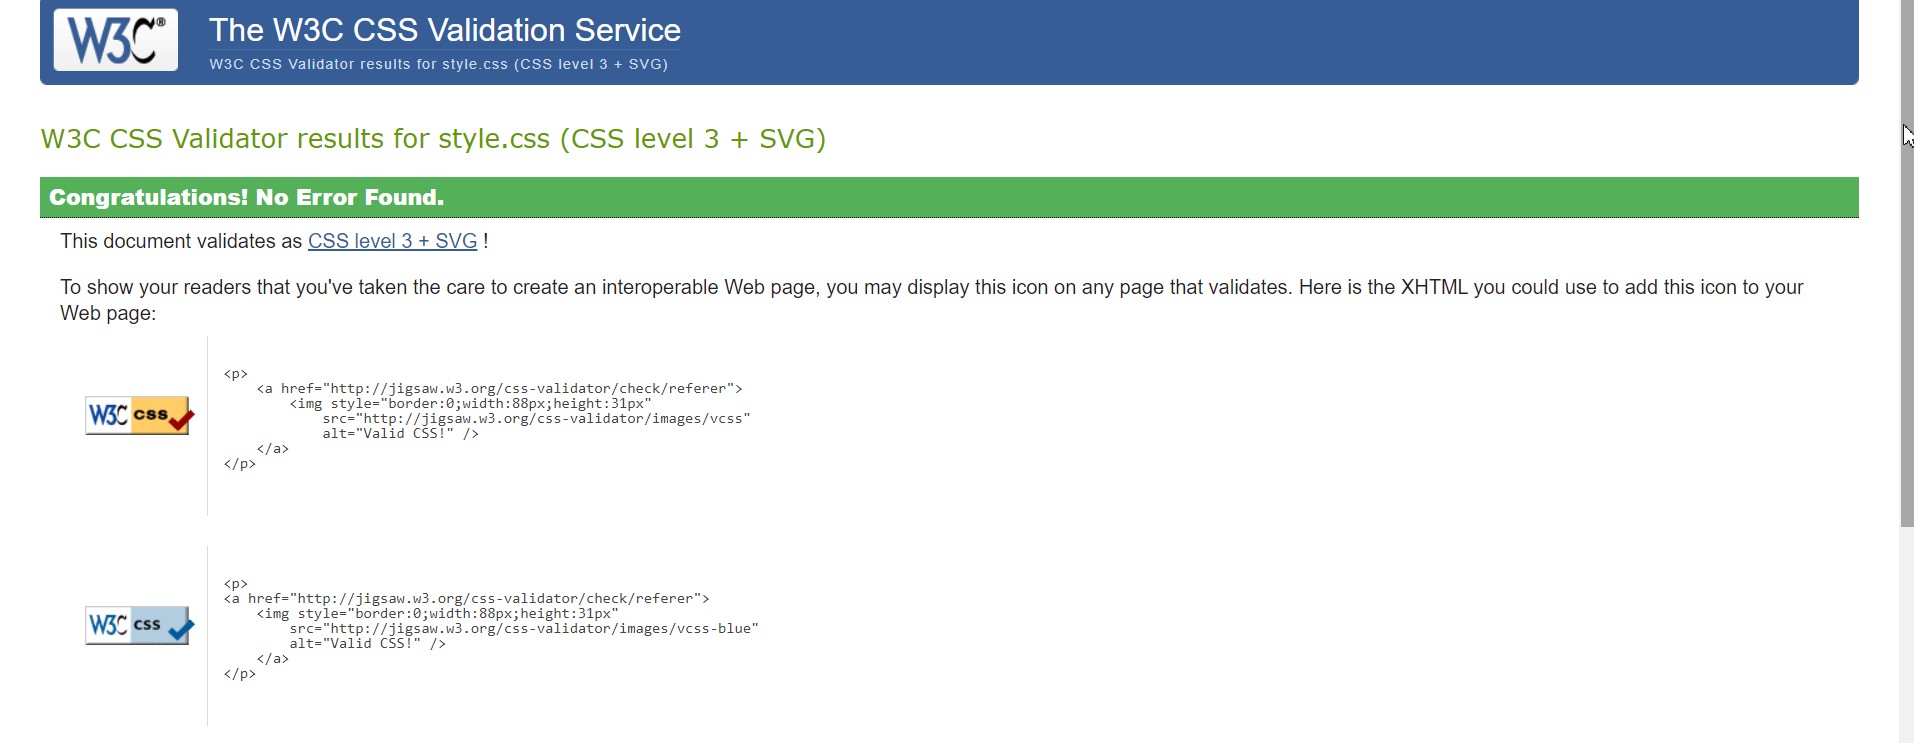 W3C®
The W3C CSS Validation Service
W3C CSS Validator results for style.css (CSS level 3 + SVG)
W3C CSS Validator results for style.css (CSS level 3 + SVG)
Congratulations! No Error Found.
This document validates as CSS level 3 + SVG !
To show your readers that you've taken the care to create an interoperable Web page, you may display this icon on any page that validates. Here is the XHTML you could use to add this icon to your
Web page:
W3C css
<p>
    <a href="http://jigsaw.w3.org/css-validator/check/referer">
        <img style="border:0;width:88px;height:31px"
            src="http://jigsaw.w3.org/css-validator/images/vcss"
            alt="Valid CSS!" />
    </a>
</p>
W3C css
<p>
<a href="http://jigsaw.w3.org/css-validator/check/referer">
    <img style="border:0;width:88px;height:31px"
        src="http://jigsaw.w3.org/css-validator/images/vcss-blue"
        alt="Valid CSS!" />
    </a>
</p>